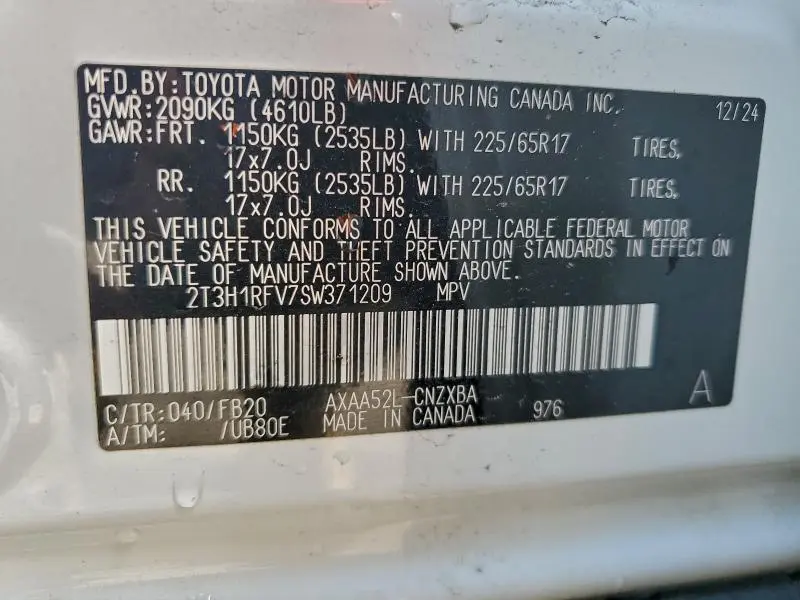 MFD.BY:TOYOTA MOTOR MANUFACTURING CANADA INC. 12/24
GVWR:2090KG (4610LB)
GAWR:FRT. 1150KG (2535LB) WITH 225/65R17 TIRES,
17x7.0J RIMS.
RR. 1150KG (2535LB) WITH 225/65R17 TIRES,
17x7.0J RIMS.
THIS VEHICLE CONFORMS TO ALL APPLICABLE FEDERAL MOTOR
VEHICLE SAFETY AND THEFT PREVENTION STANDARDS IN EFFECT ON
THE DATE OF MANUFACTURE SHOWN ABOVE.
2T3H1RFV7SW371209 MPV
C/TR:040/FB20 AXAA52L-CNZXBA A
A/TM: /UB80E MADE IN CANADA 976